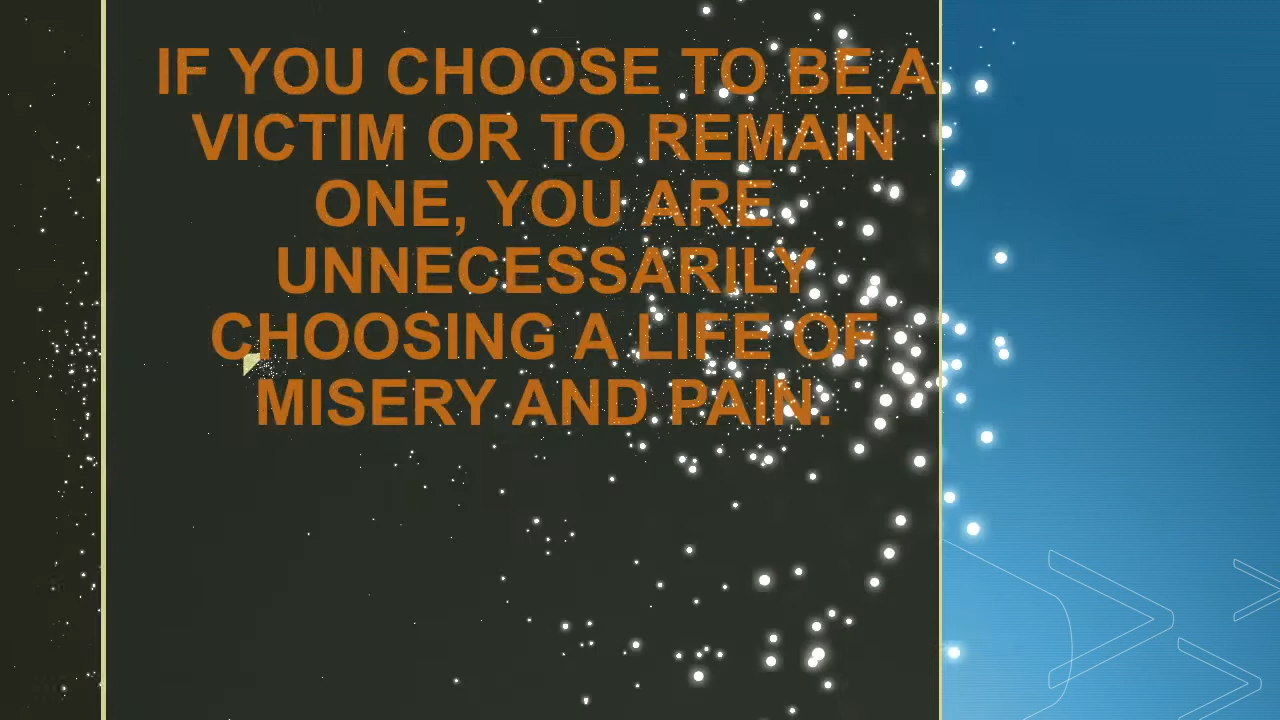 IF YOU CHOOSE TO BE A
VICTIM OR TO REMAIN
ONE, YOU ARE
UNNECESSARILY
CHOOSING A LIFE OF
MISERY AND PAIN.